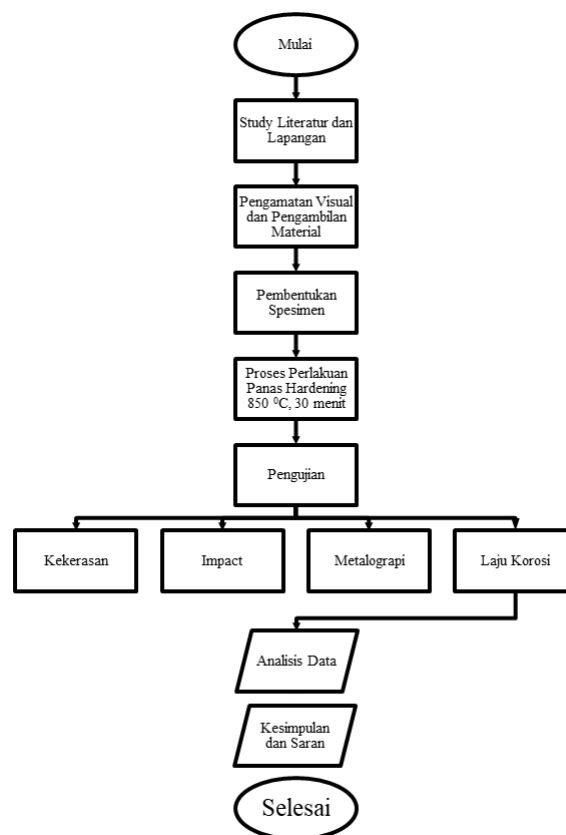 Mulai
Study Literatur dan
Lapangan
Pengamatan Visual
dan Pengambilan
Material
Pembentukan
Spesimen
Proses Perlakuan
Panas Hardening
850 ⁰C, 30 menit
Pengujian
Kekerasan
Impact
Metalograpi
Laju Korosi
Analisis Data
Kesimpulan
dan Saran
Selesai